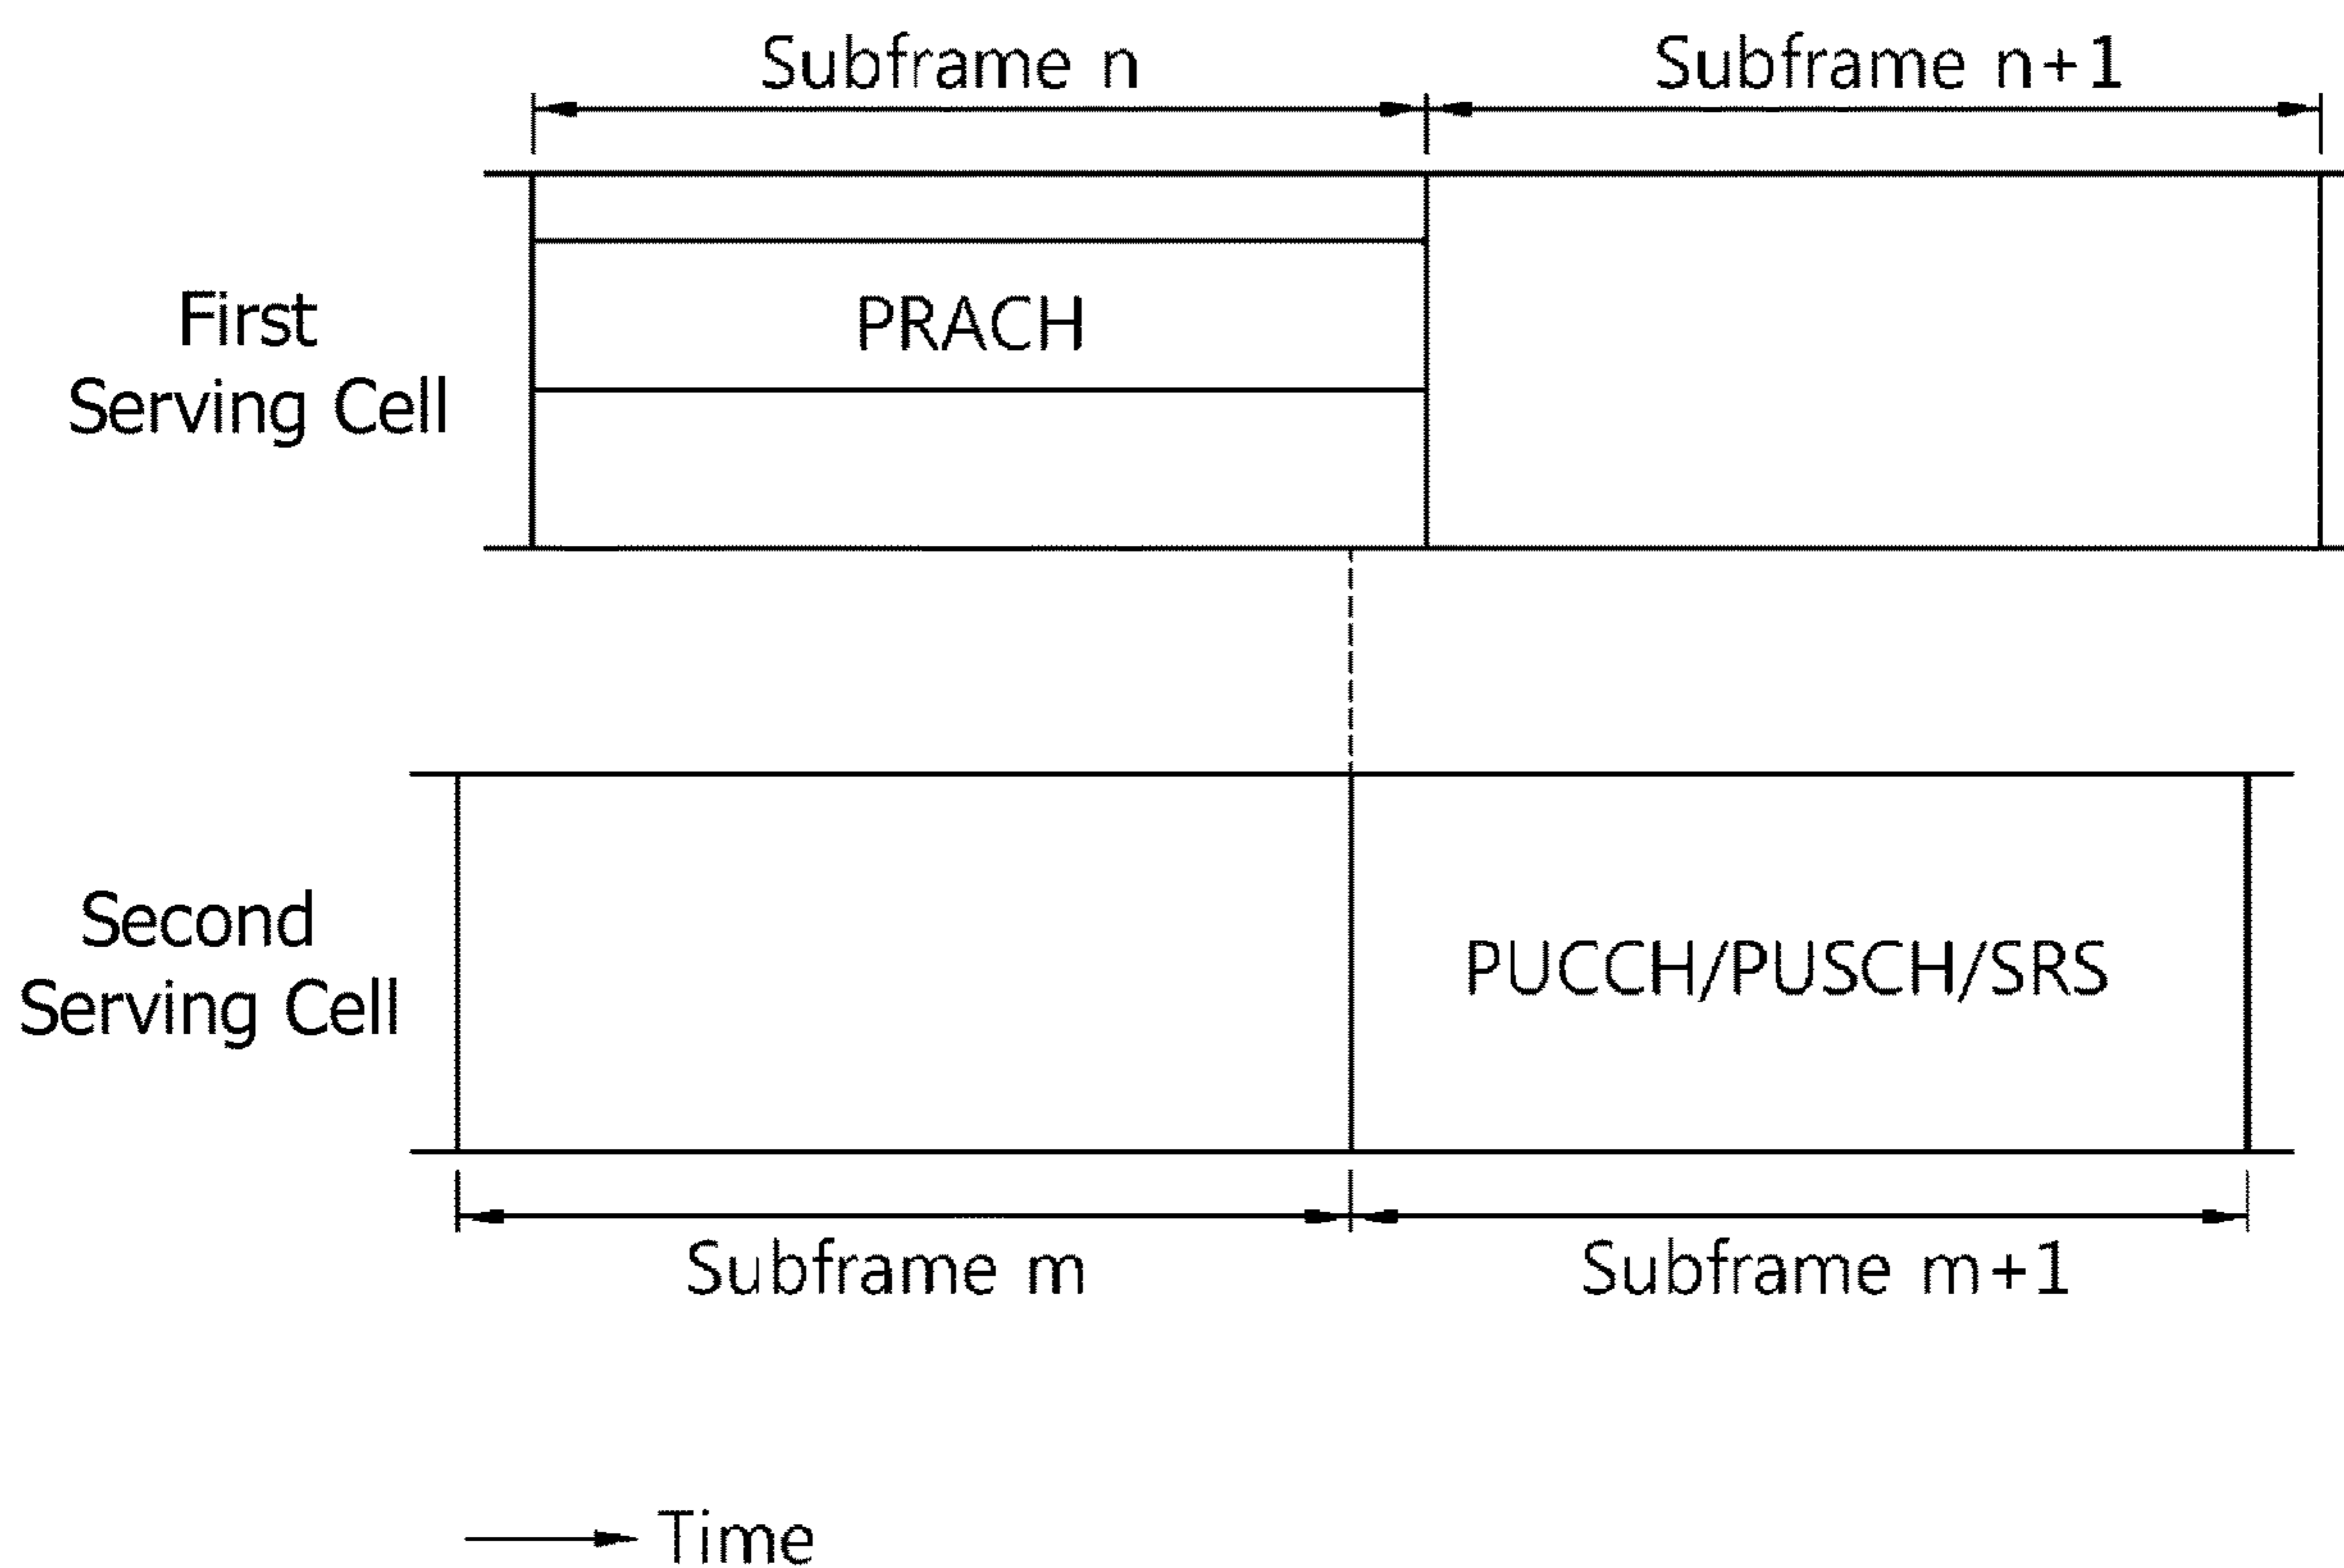 Subframe n
Subframe n+1
First
Serving Cell
PRACH
Second
Serving Cell
PUCCH/PUSCH/SRS
Subframe m
Subframe m+1
Time